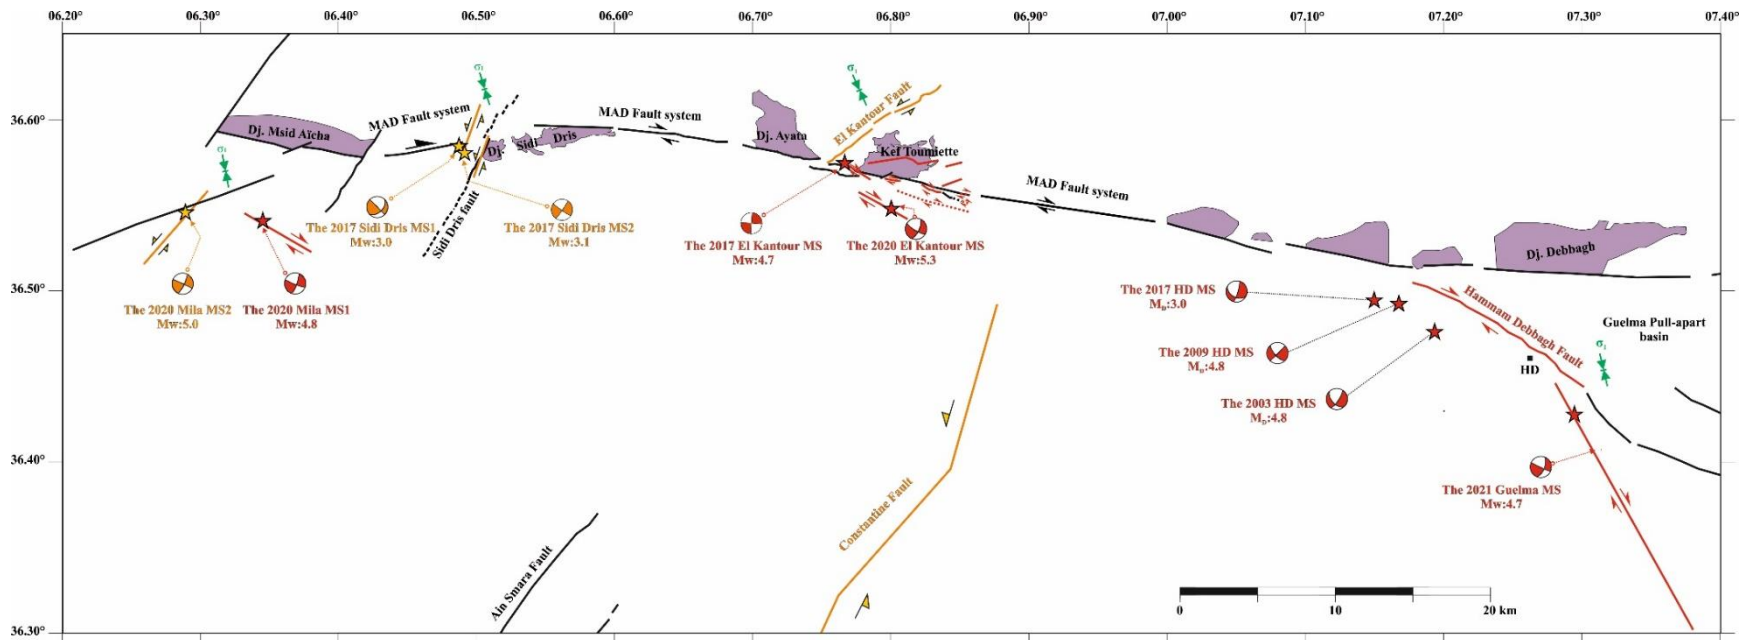 06.20° 06.30° 06.40° 06.50° 06.60° 06.70° 06.80° 06.90° 07.00° 07.10° 07.20° 07.30° 07.40°
36.60°
36.50°
36.40°
36.30°
σ₁
σ₁
σ₁
σ₁
Dj. Msid Aïcha
MAD Fault system
Dj. Sidi Dris
MAD Fault system
Dj. Ayata
El Kantour Fault
Kef Toumiette
MAD Fault system
Dj. Debbagh
Sidi Dris fault
The 2017 Sidi Dris MS1
Mw:3.0
The 2017 Sidi Dris MS2
Mw:3.1
The 2017 El Kantour MS
Mw:4.7
The 2020 El Kantour MS
Mw:5.3
The 2020 Mila MS2
Mw:5.0
The 2020 Mila MS1
Mw:4.8
The 2017 HD MS
M_D:3.0
The 2009 HD MS
M_D:4.8
The 2003 HD MS
M_D:4.8
Hammam Debbagh Fault
HD
Guelma Pull-apart
basin
The 2021 Guelma MS
Mw:4.7
Constantine Fault
Ain Smara Fault
0 10 20 km